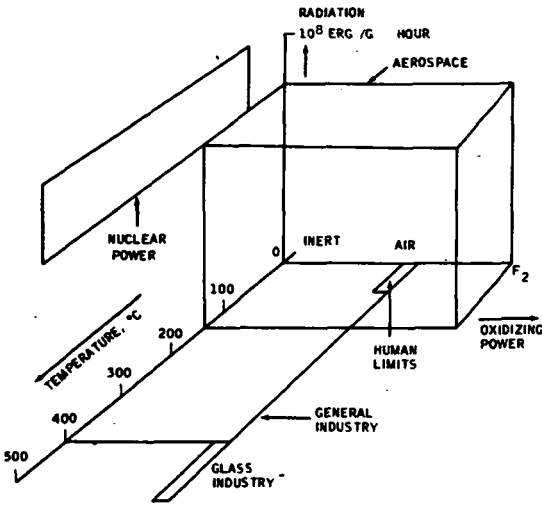 RADIATION
10⁸ ERG/G HOUR
AEROSPACE
NUCLEAR
POWER
0
INERT
AIR
F₂
100
OXIDIZING
POWER
HUMAN
LIMITS
200
TEMPERATURE, °C
300
400
GENERAL
INDUSTRY
500
GLASS
INDUSTRY